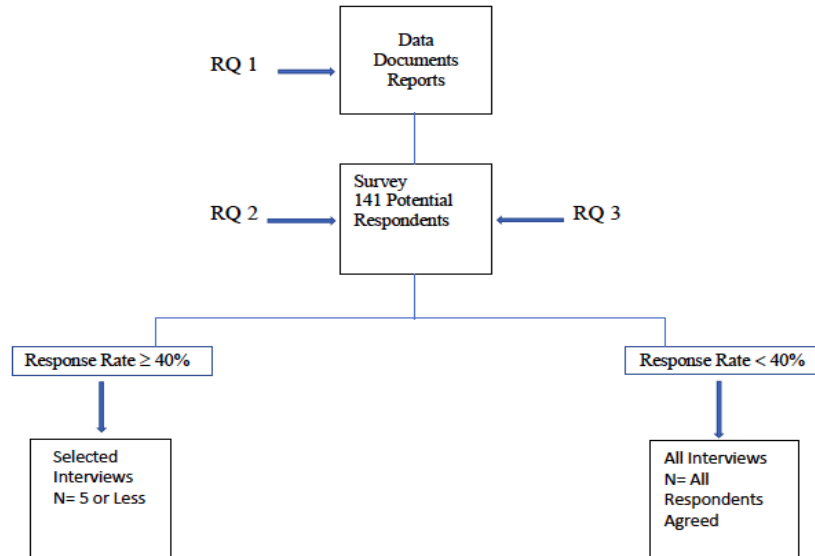 Data
Documents
Reports
RQ 1
Survey
141 Potential
Respondents
RQ 2
RQ 3
Response Rate ≥ 40%
Response Rate < 40%
Selected
Interviews
N= 5 or Less
All Interviews
N= All
Respondents
Agreed